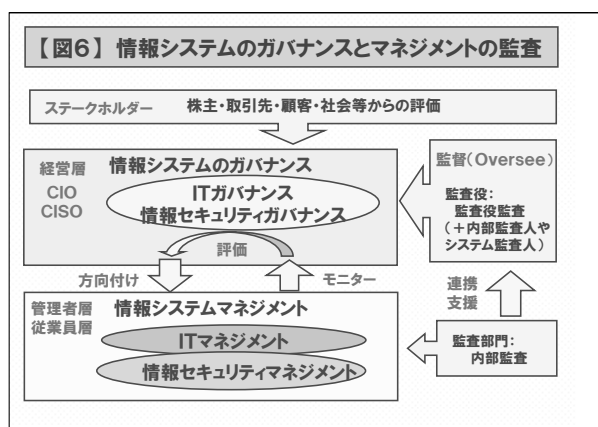 【図6】 情報システムのガバナンスとマネジメントの監査
ステークホルダー 株主・取引先・顧客・社会等からの評価
経営層 情報システムのガバナンス
CIO
CISO
ITガバナンス
情報セキュリティガバナンス
評価
方向付け
モニター
監督(Oversee)
監査役:
監査役監査
(+内部監査人や
システム監査人)
連携
支援
管理者層 情報システムマネジメント
従業員層
ITマネジメント
情報セキュリティマネジメント
監査部門:
内部監査